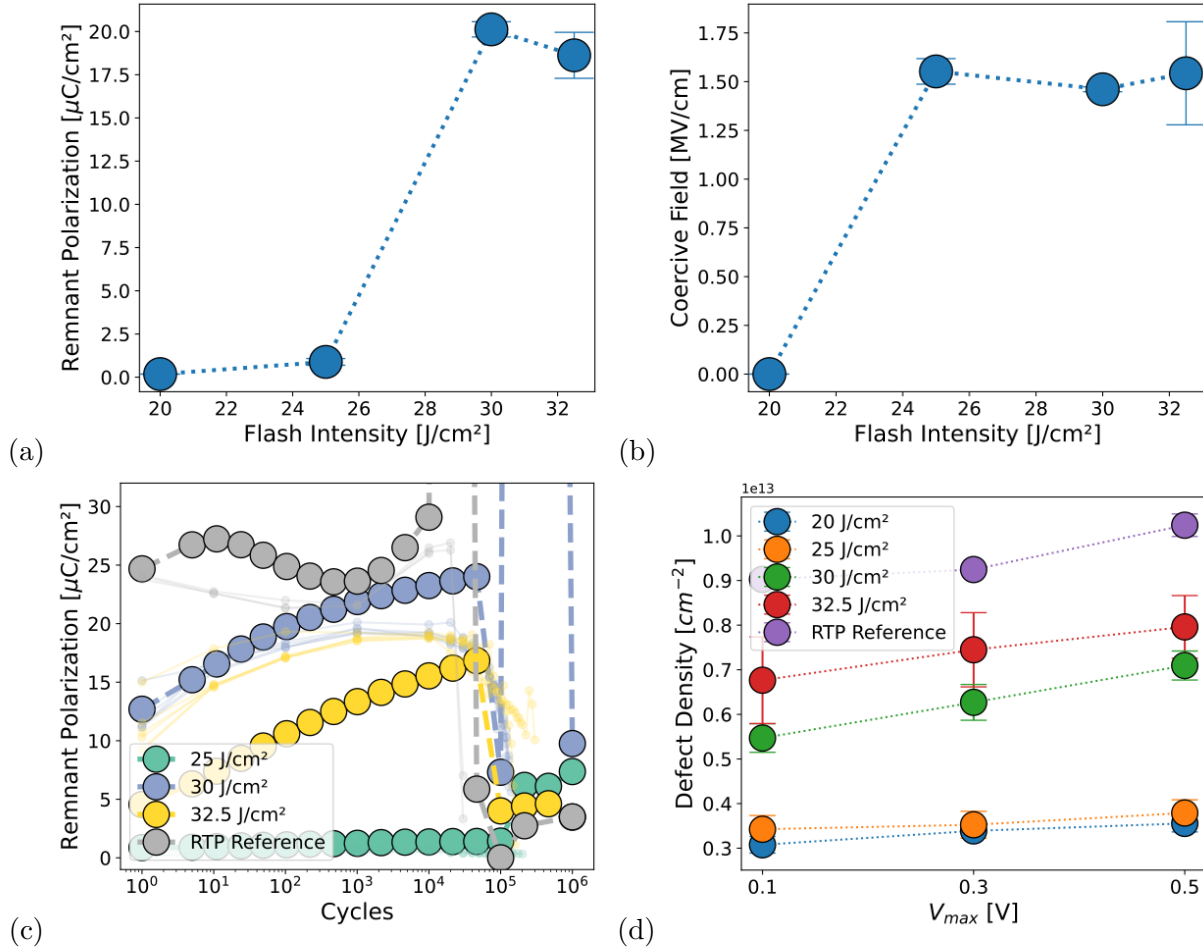 Remnant Polarization [μC/cm²]
20.0
17.5
15.0
12.5
10.0
7.5
5.0
2.5
0.0
20 22 24 26 28 30 32
Flash Intensity [J/cm²]
(a)
Coercive Field [MV/cm]
1.75
1.50
1.25
1.00
0.75
0.50
0.25
0.00
20 22 24 26 28 30 32
Flash Intensity [J/cm²]
(b)
Remnant Polarization [μC/cm²]
30
25
20
15
10
5
0
25 J/cm²
30 J/cm²
32.5 J/cm²
RTP Reference
10⁰ 10¹ 10² 10³ 10⁴ 10⁵ 10⁶
Cycles
(c)
1e13
Defect Density [cm⁻²]
1.0
0.9
0.8
0.7
0.6
0.5
0.4
0.3
20 J/cm²
25 J/cm²
30 J/cm²
32.5 J/cm²
RTP Reference
0.1 0.3 0.5
Vmax [V]
(d)